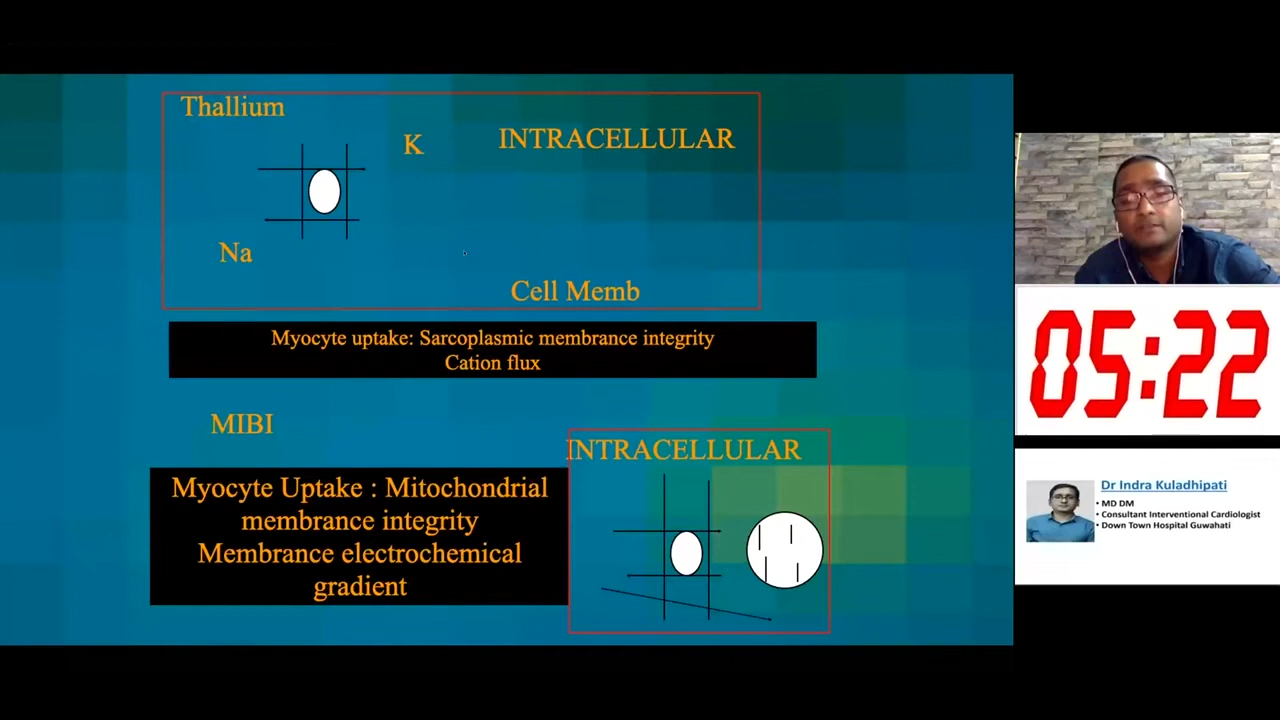 Thallium
K
INTRACELLULAR
Na
Cell Memb
Myocyte uptake: Sarcoplasmic membrance integrity
Cation flux
MIBI
INTRACELLULAR
Myocyte Uptake : Mitochondrial
membrance integrity
Membrance electrochemical
gradient
05:22
Dr Indra Kuladhipati
• MD DM
• Consultant Interventional Cardiologist
• Down Town Hospital Guwahati